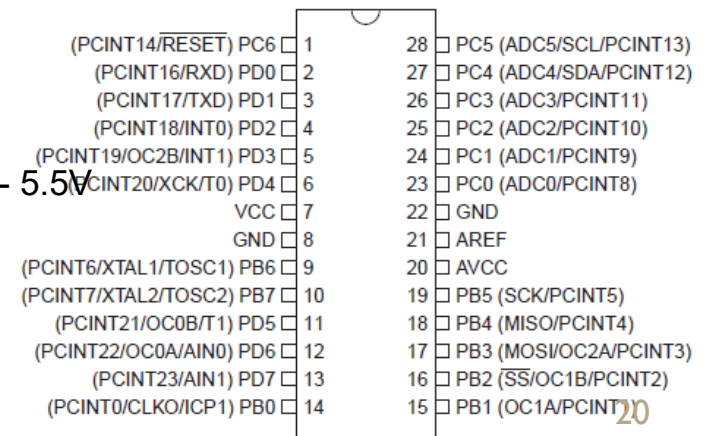 (PCINT14/RESET) PC6 1 28 PC5 (ADC5/SCL/PCINT13)
(PCINT16/RXD) PD0 2 27 PC4 (ADC4/SDA/PCINT12)
(PCINT17/TXD) PD1 3 26 PC3 (ADC3/PCINT11)
(PCINT18/INT0) PD2 4 25 PC2 (ADC2/PCINT10)
(PCINT19/OC2B/INT1) PD3 5 24 PC1 (ADC1/PCINT9)
- 5.5V PCINT20/XCK/T0) PD4 6 23 PC0 (ADC0/PCINT8)
VCC 7 22 GND
GND 8 21 AREF
(PCINT6/XTAL1/TOSC1) PB6 9 20 AVCC
(PCINT7/XTAL2/TOSC2) PB7 10 19 PB5 (SCK/PCINT5)
(PCINT21/OC0B/T1) PD5 11 18 PB4 (MISO/PCINT4)
(PCINT22/OC0A/AIN0) PD6 12 17 PB3 (MOSI/OC2A/PCINT3)
(PCINT23/AIN1) PD7 13 16 PB2 (SS/OC1B/PCINT2)
(PCINT0/CLKO/ICP1) PB0 14 15 PB1 (OC1A/PCINT
20